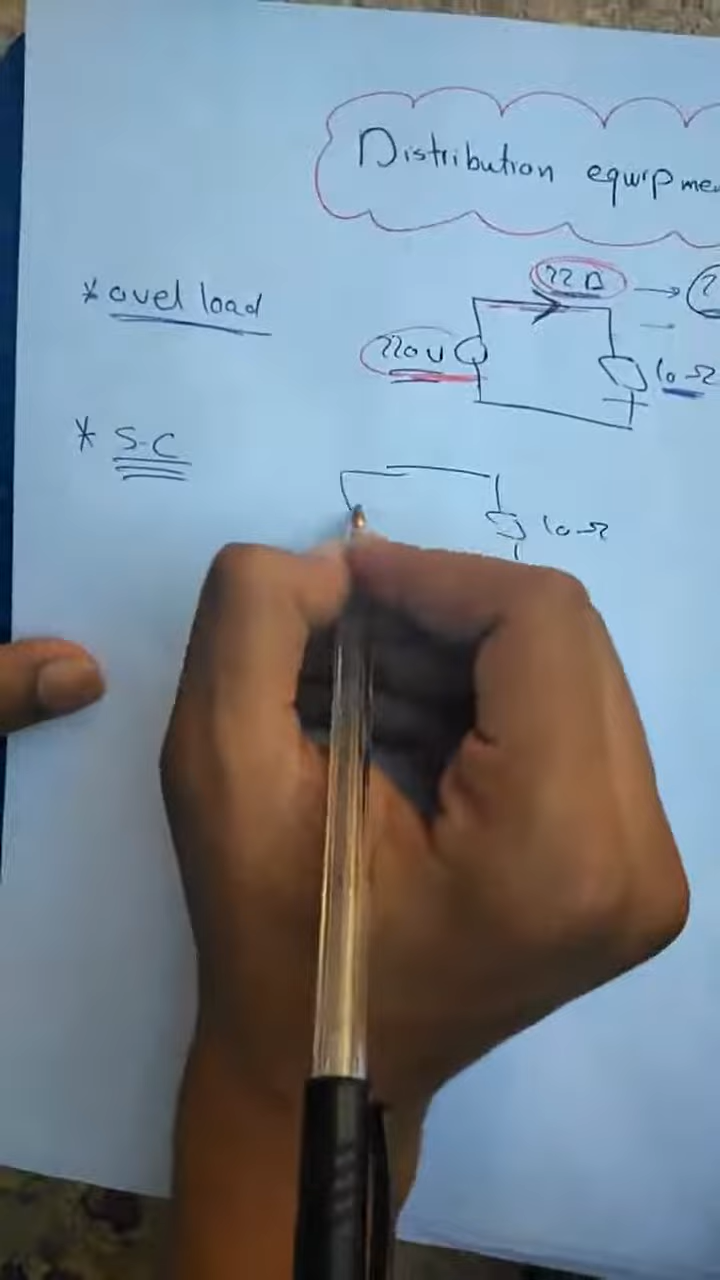 Distribution equipme
* ovel load
22 A
220 V
10 Ω
* S-C
10 Ω